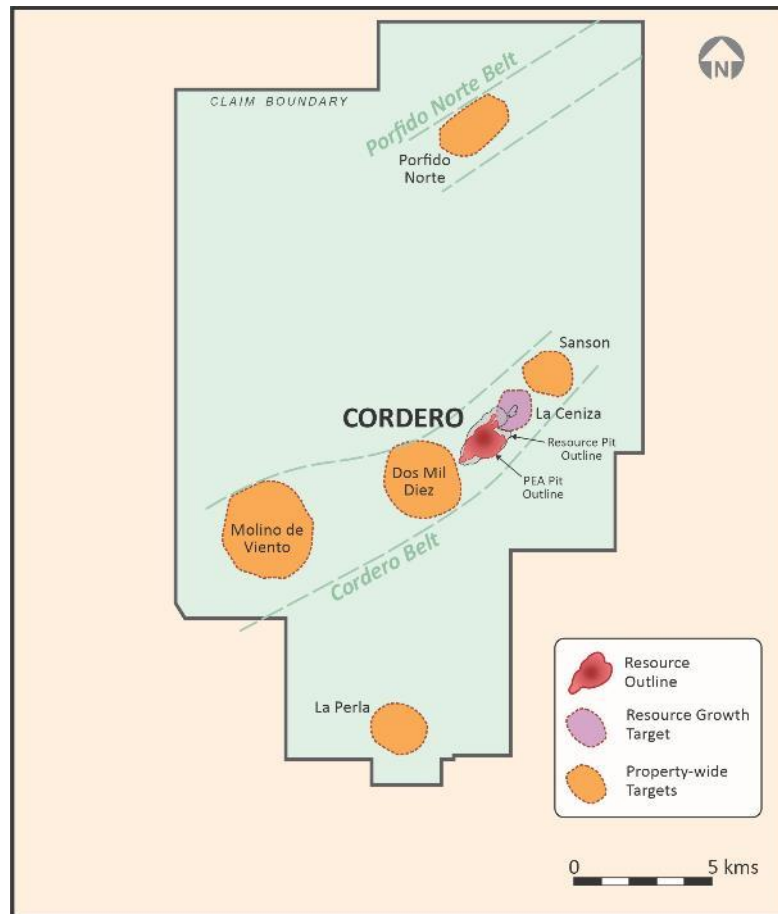 N
CLAIM BOUNDARY
Porfido Norte Belt
Porfido
Norte
Sanson
La Ceniza
CORDERO
Resource Pit
Outline
PEA Pit
Outline
Dos Mil
Diez
Molino de
Viento
Cordero Belt
La Perla
Resource
Outline
Resource Growth
Target
Property-wide
Targets
0 5 kms